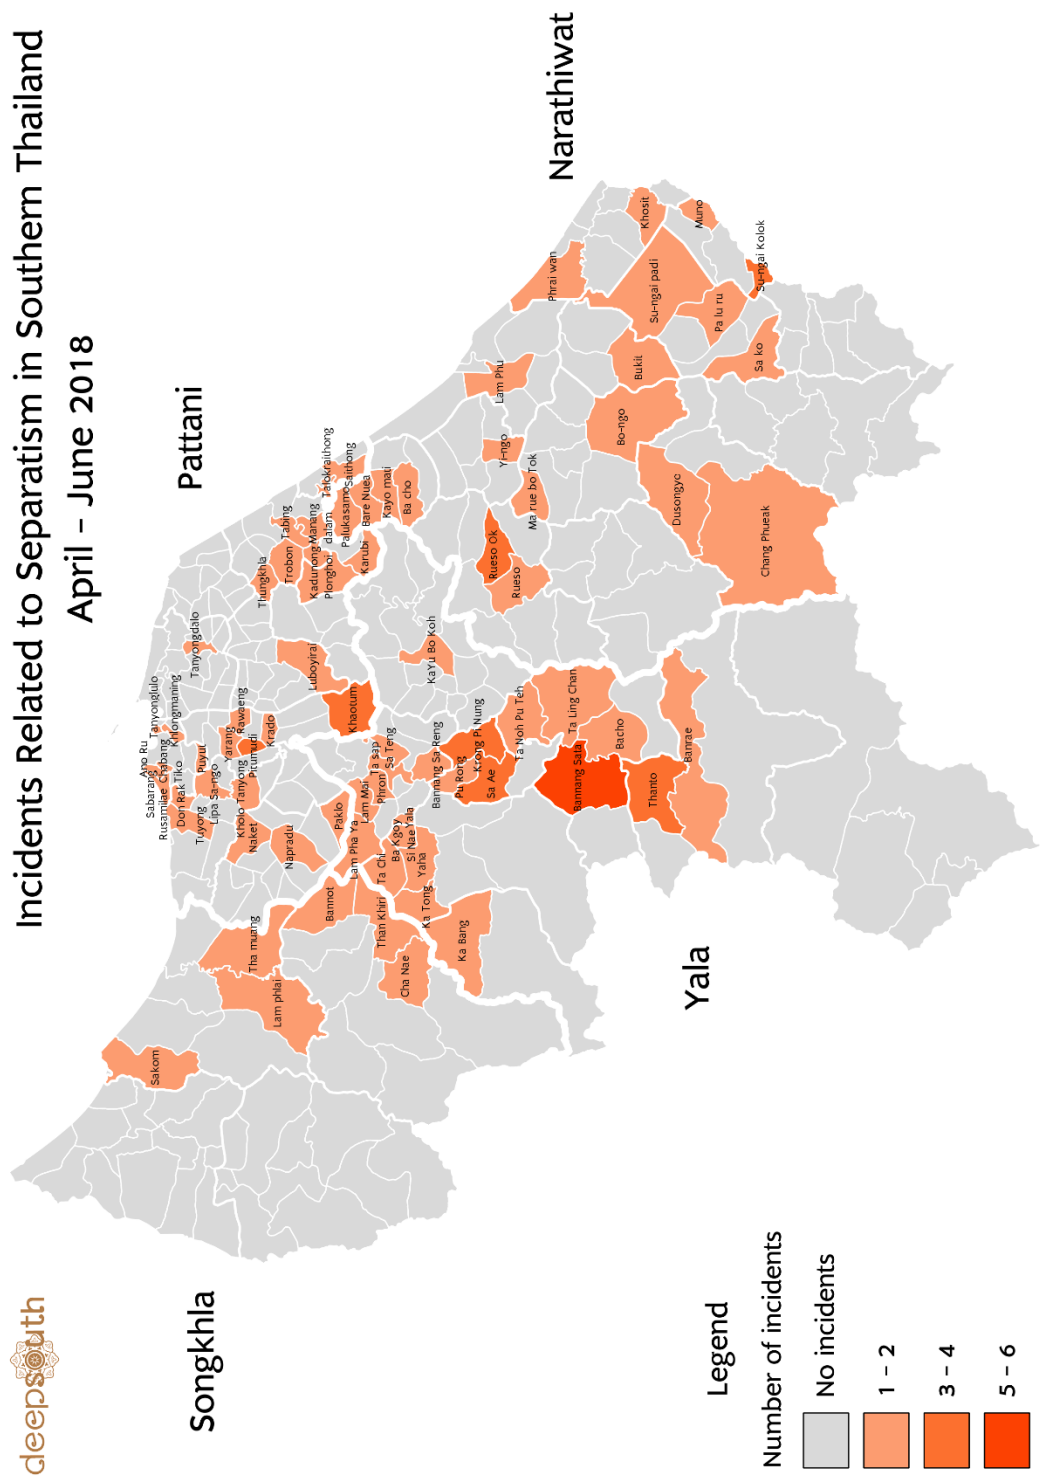 deepsouth
Incidents Related to Separatism in Southern Thailand
April - June 2018
Songkhla
Pattani
Narathiwat
Yala
Sakom
Lam phlai
Tha muang
Bannot
Cha Nae
Than Khiri
Ka Bang
Ka Tong
Napradu
Naket
Kholo Tanyong
Tuyong
Lipa Sa-ngo
Don Rak
Tiko
Rusamilae
Chabang
Sabarang
Ano Ru
Tanyonglulo
Khlongmaning
Puyut
Yarang
Rawaeng
Pitumudi
Krado
Tanyongdalo
Luboyirai
Khaotum
Paklo
Lam Pha Ya
Lam Mai
Phron
Ta sap
Sa Teng
Ta Chi
Ba K goy
Si Nae Yala
Yaha
Bannang Sa Reng
Pu Rong
Krong Pi Nung
Sa Ae
Ta Noh Pu Teh
Ta Ling Chan
Bacho
Bannang Sata
Thanto
Banrae
KaYu Bo Koh
Thungkhla
Trobon
Tabing
Kadunong
Manang
dalam
Plonghoi
Karubi
Palukasamo
Talokraithong
Saithong
Bare Nuea
Kayo mati
Ba cho
Rueso Ok
Rueso
Ma rue bo Tok
Yi-ngo
Lam Phu
Phrai wan
Khosit
Muno
Su-ngai Kolok
Su-ngai padi
Pa lu ru
Sa ko
Bukit
Bo-ngo
Dusongyo
Chang Phueak
Legend
Number of incidents
No incidents
1 - 2
3 - 4
5 - 6